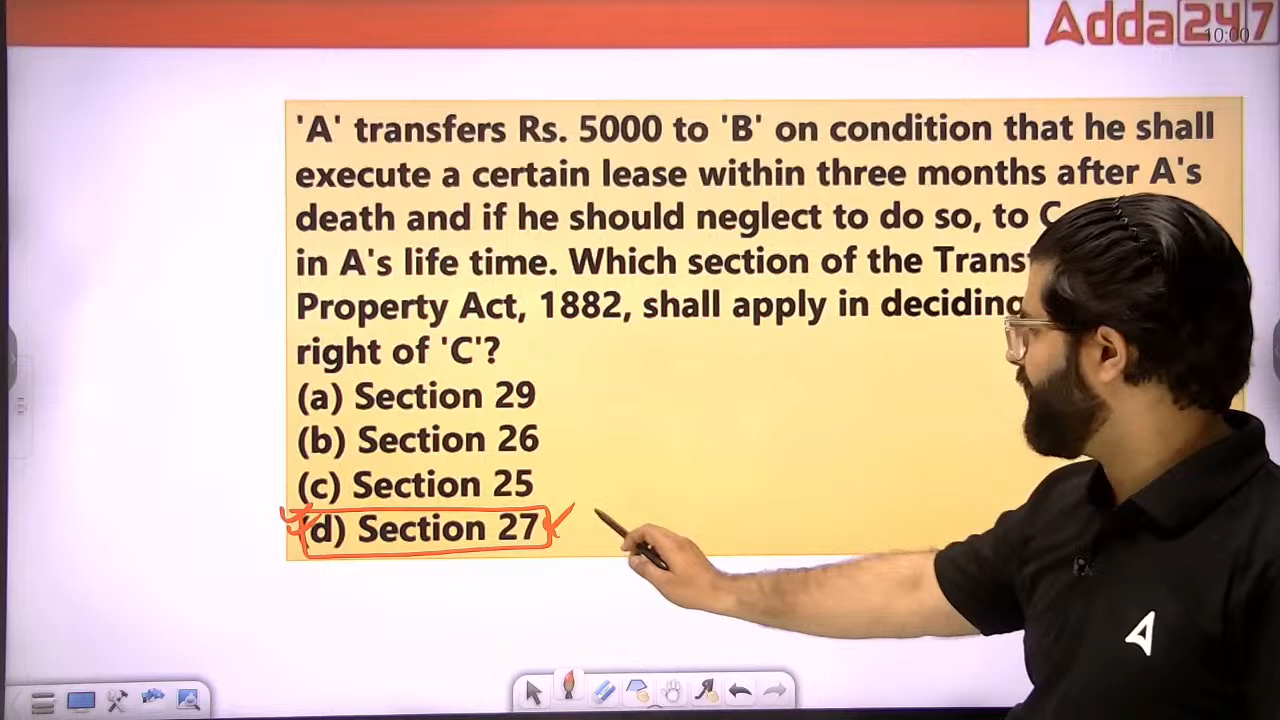 Adda247
10:00
'A' transfers Rs. 5000 to 'B' on condition that he shall
execute a certain lease within three months after A's
death and if he should neglect to do so, to C
in A's life time. Which section of the
Property Act, 1882, shall apply in deciding
right of 'C'?
(a) Section 29
(b) Section 26
(c) Section 25
(d) Section 27